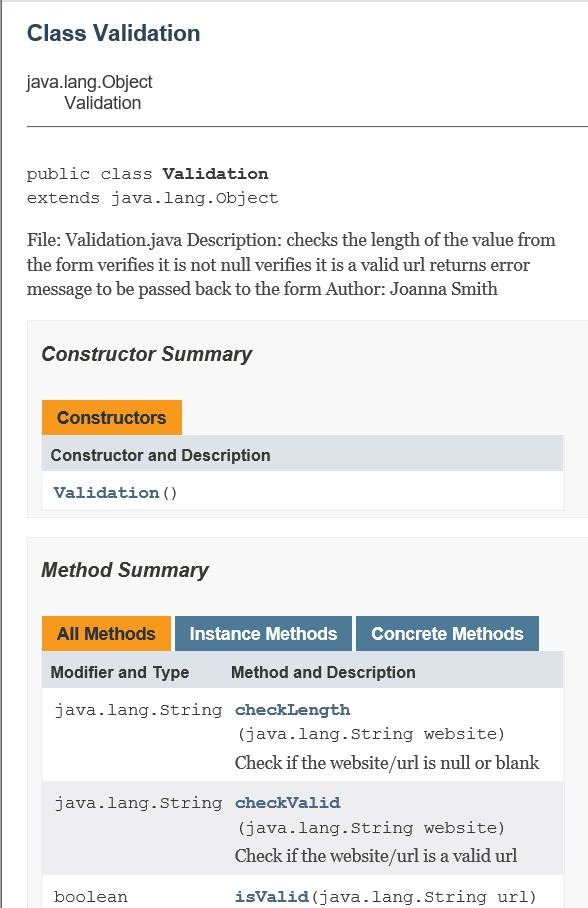 Class Validation
java.lang.Object
Validation
public class Validation
extends java.lang.Object
File: Validation.java Description: checks the length of the value from
the form verifies it is not null verifies it is a valid url returns error
message to be passed back to the form Author: Joanna Smith
Constructor Summary
Constructors
Constructor and Description
Validation()
Method Summary
All Methods Instance Methods Concrete Methods
Modifier and Type Method and Description
java.lang.String checkLength
(java.lang.String website)
Check if the website/url is null or blank
java.lang.String checkValid
(java.lang.String website)
Check if the website/url is a valid url
boolean isValid(java.lang.String url)